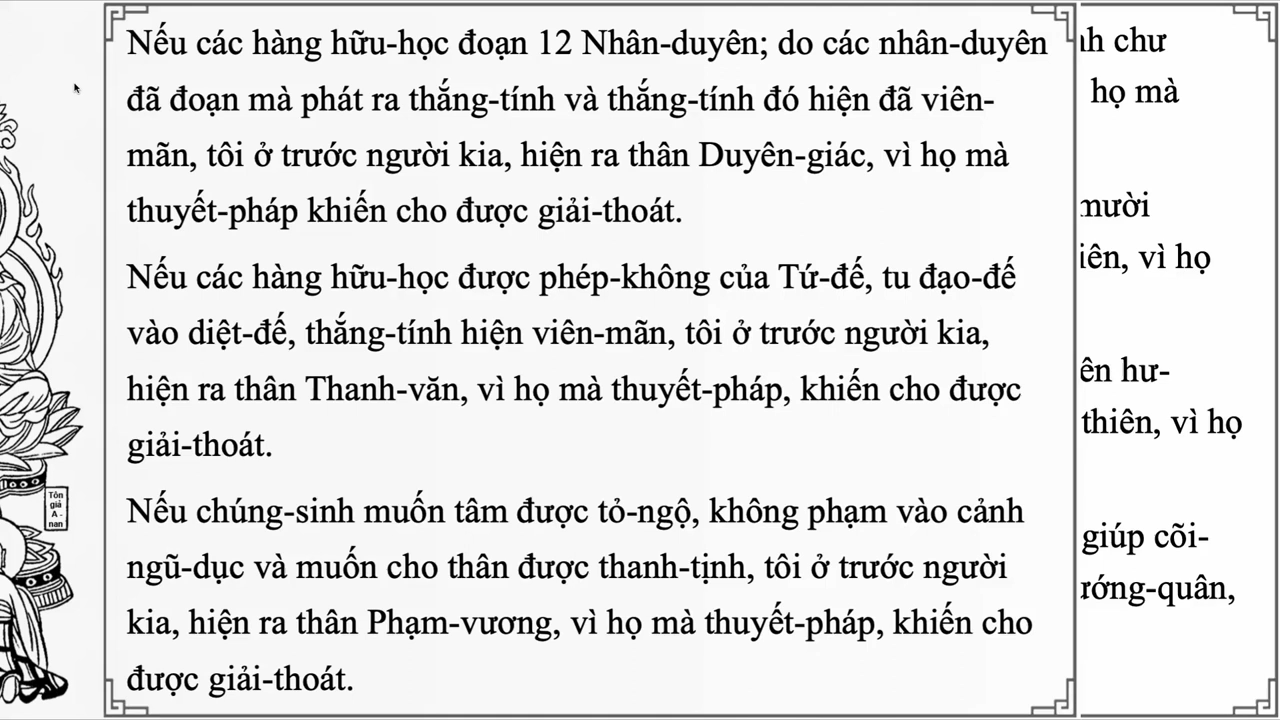 Nếu các hàng hữu-học đoạn 12 Nhân-duyên; do các nhân-duyên
đã đoạn mà phát ra thắng-tính và thắng-tính đó hiện đã viên-
mãn, tôi ở trước người kia, hiện ra thân Duyên-giác, vì họ mà
thuyết-pháp khiến cho được giải-thoát.
Nếu các hàng hữu-học được phép-không của Tứ-đế, tu đạo-đế
vào diệt-đế, thắng-tính hiện viên-mãn, tôi ở trước người kia,
hiện ra thân Thanh-văn, vì họ mà thuyết-pháp, khiến cho được
giải-thoát.
Nếu chúng-sinh muốn tâm được tỏ-ngộ, không phạm vào cảnh
ngũ-dục và muốn cho thân được thanh-tịnh, tôi ở trước người
kia, hiện ra thân Phạm-vương, vì họ mà thuyết-pháp, khiến cho
được giải-thoát.
chư
họ mà
mười
vì họ
hư-
thiên, vì họ
giúp cõi-
ướng-quân,
Tôn
giả
A -
nan